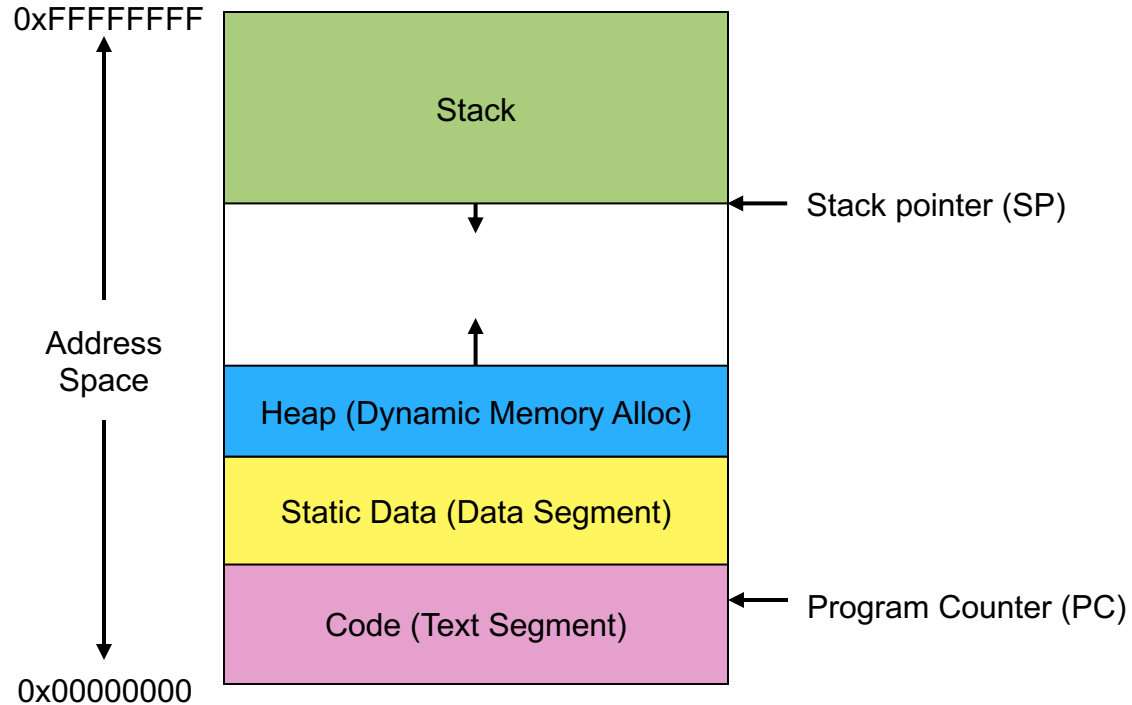 0xFFFFFFFF
Stack
Stack pointer (SP)
Address
Space
Heap (Dynamic Memory Alloc)
Static Data (Data Segment)
Program Counter (PC)
Code (Text Segment)
0x00000000